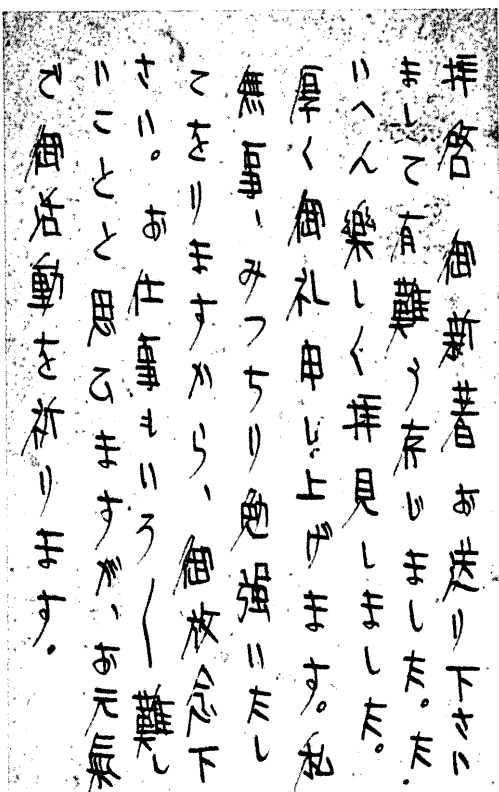 拝啓　御新著お送り下さい
まして有難う存じました。た
いへん楽しく拝見しました。
厚く御礼申し上げます。私
無事、みつちり勉強いたし
てをりますから、御放念下
さい。お仕事もいろ〳〵難し
いことと思ひますが、お元氣
で御活動を祈ります。